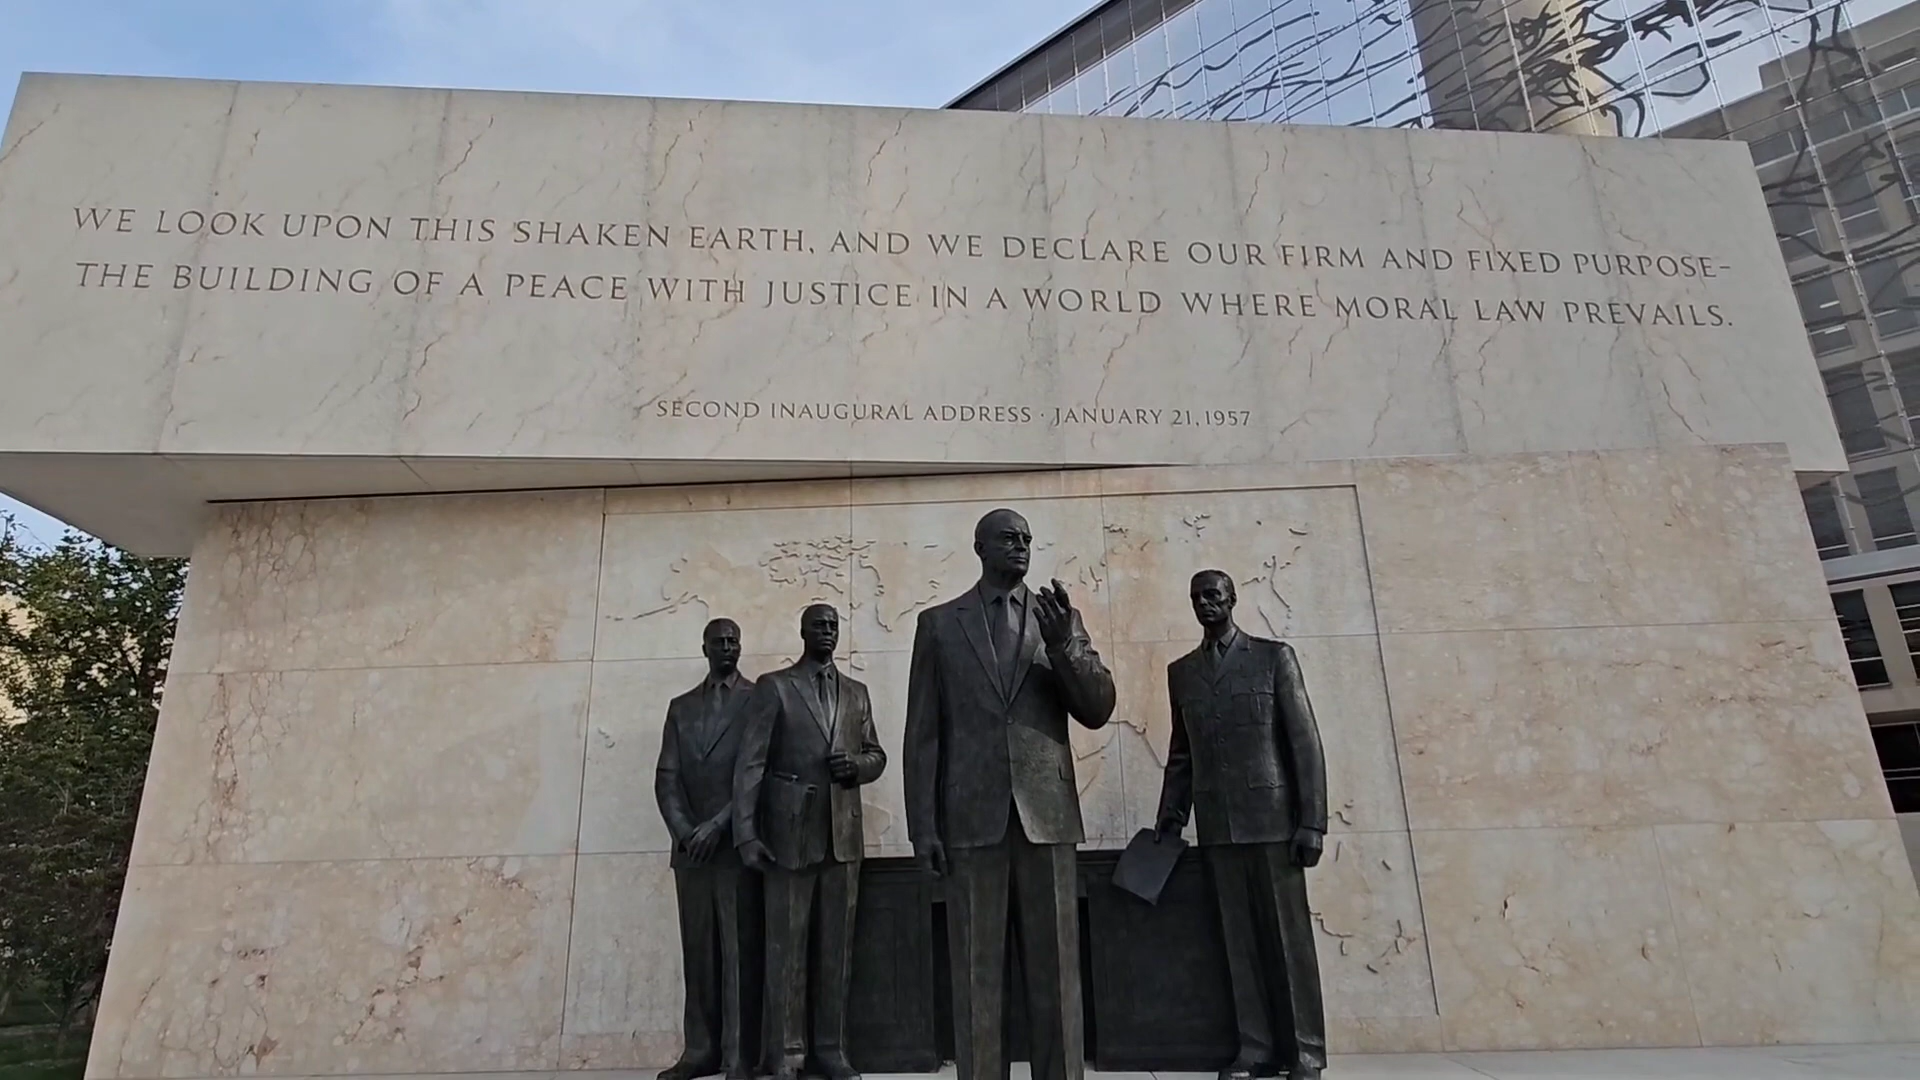 WE LOOK UPON THIS SHAKEN EARTH, AND WE DECLARE OUR FIRM AND FIXED PURPOSE–
THE BUILDING OF A PEACE WITH JUSTICE IN A WORLD WHERE MORAL LAW PREVAILS.
SECOND INAUGURAL ADDRESS · JANUARY 21, 1957